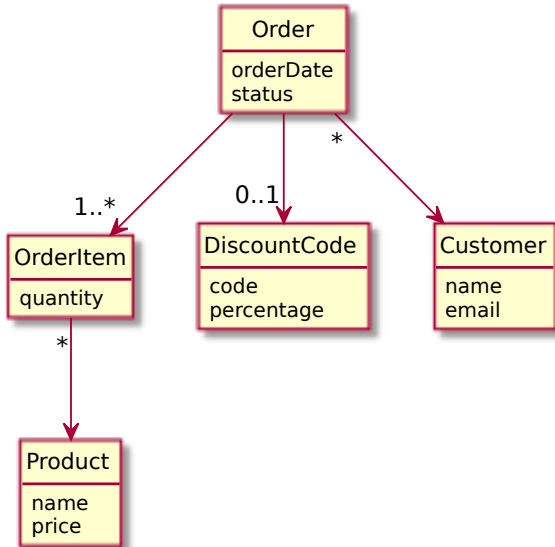 Order
orderDate
status
*
1..*
0..1
OrderItem
quantity
DiscountCode
code
percentage
Customer
name
email
*
Product
name
price